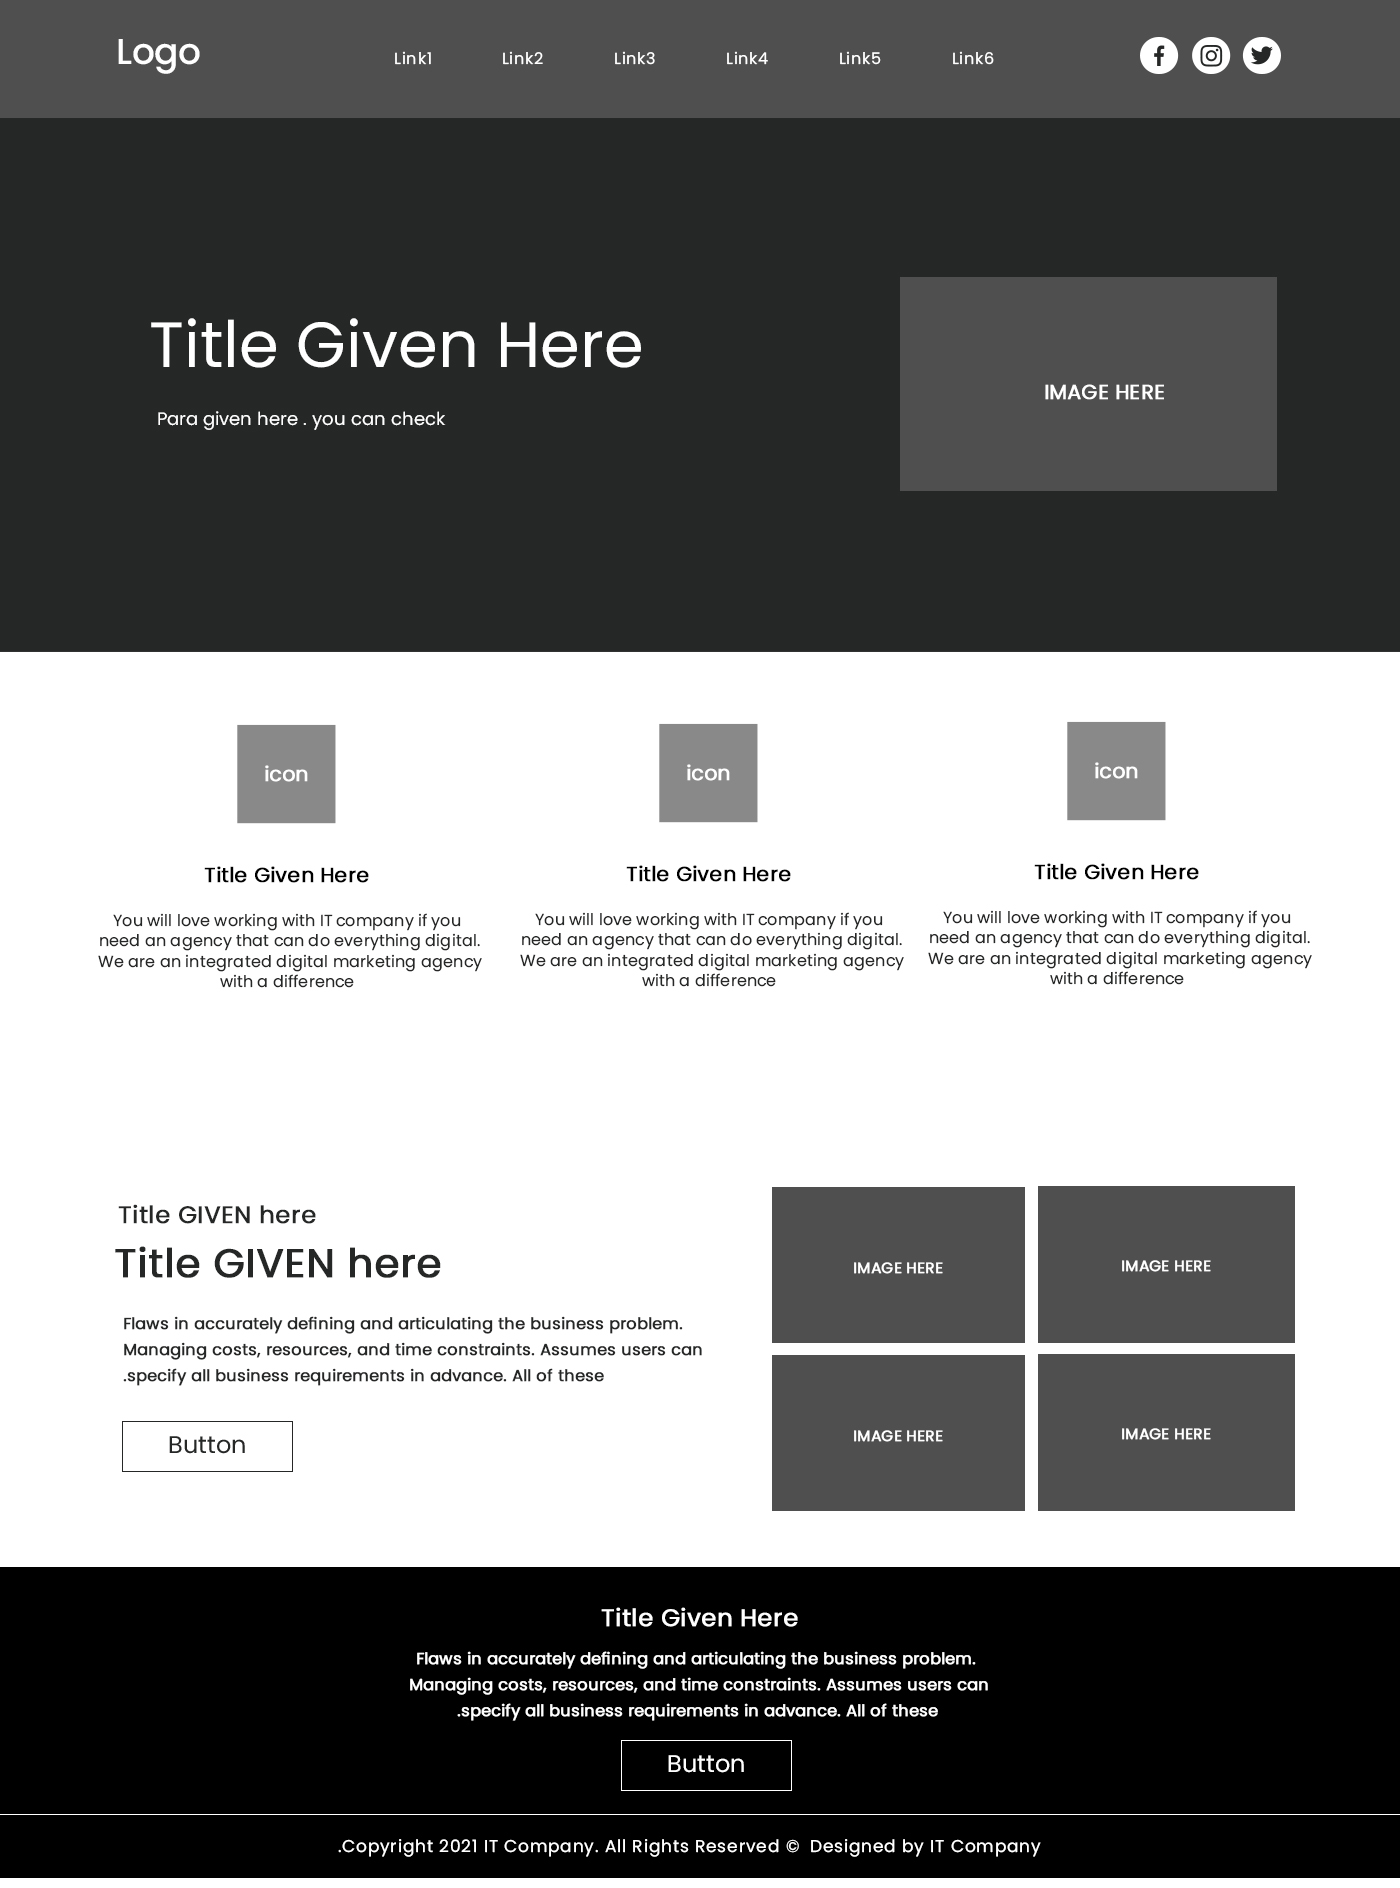 Logo
Link1
Link2
Link3
Link4
Link5
Link6
Title Given Here
Para given here . you can check
IMAGE HERE
icon
Title Given Here
You will love working with IT company if you
need an agency that can do everything digital.
We are an integrated digital marketing agency
with a difference
icon
Title Given Here
You will love working with IT company if you
need an agency that can do everything digital.
We are an integrated digital marketing agency
with a difference
icon
Title Given Here
You will love working with IT company if you
need an agency that can do everything digital.
We are an integrated digital marketing agency
with a difference
Title GIVEN here
Title GIVEN here
Flaws in accurately defining and articulating the business problem.
Managing costs, resources, and time constraints. Assumes users can
.specify all business requirements in advance. All of these
Button
IMAGE HERE
IMAGE HERE
IMAGE HERE
IMAGE HERE
Title Given Here
Flaws in accurately defining and articulating the business problem.
Managing costs, resources, and time constraints. Assumes users can
.specify all business requirements in advance. All of these
Button
.Copyright 2021 IT Company. All Rights Reserved © Designed by IT Company